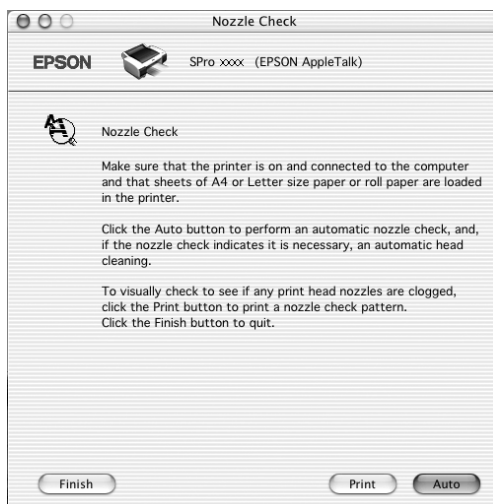 Nozzle Check
EPSON
SPro xxxx (EPSON AppleTalk)
Nozzle Check
Make sure that the printer is on and connected to the computer
and that sheets of A4 or Letter size paper or roll paper are loaded
in the printer.
Click the Auto button to perform an automatic nozzle check, and,
if the nozzle check indicates it is necessary, an automatic head
cleaning.
To visually check to see if any print head nozzles are clogged,
click the Print button to print a nozzle check pattern.
Click the Finish button to quit.
Finish
Print
Auto